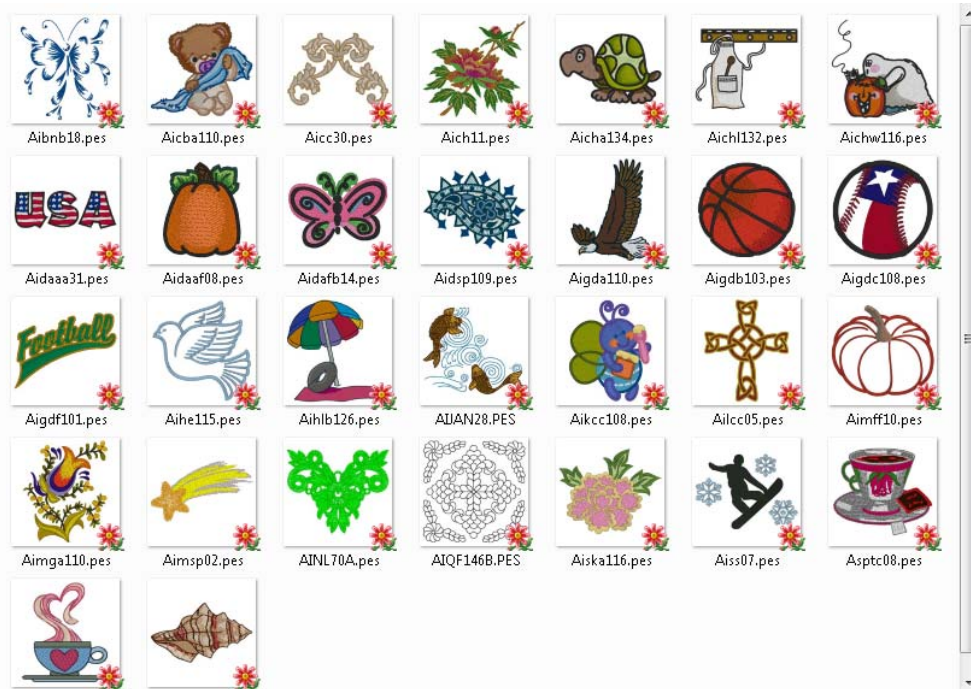 Aibnb18.pes
Aicba110.pes
Aicc30.pes
Aich11.pes
Aicha134.pes
Aichl132.pes
Aichw116.pes
USA
Aidaaa31.pes
Aidaaf08.pes
Aidafb14.pes
Aidsp109.pes
Aigda110.pes
Aigdb103.pes
Aigdc108.pes
Football
Aigdf101.pes
Aihe115.pes
Aihlb126.pes
AIJAN28.PES
Aikcc108.pes
Ailcc05.pes
Aimff10.pes
Aimga110.pes
Aimsp02.pes
AINL70A.pes
AIQF146B.PES
Aiska116.pes
Aiss07.pes
Asptc08.pes